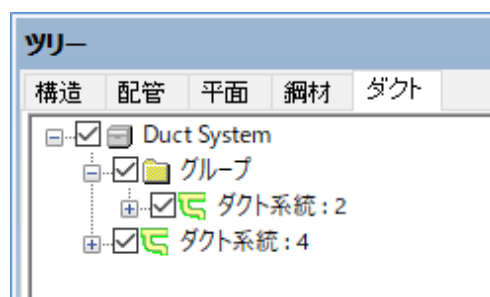 ツリー
構造 配管 平面 鋼材 ダクト
Duct System
グループ
ダクト系統 : 2
ダクト系統 : 4